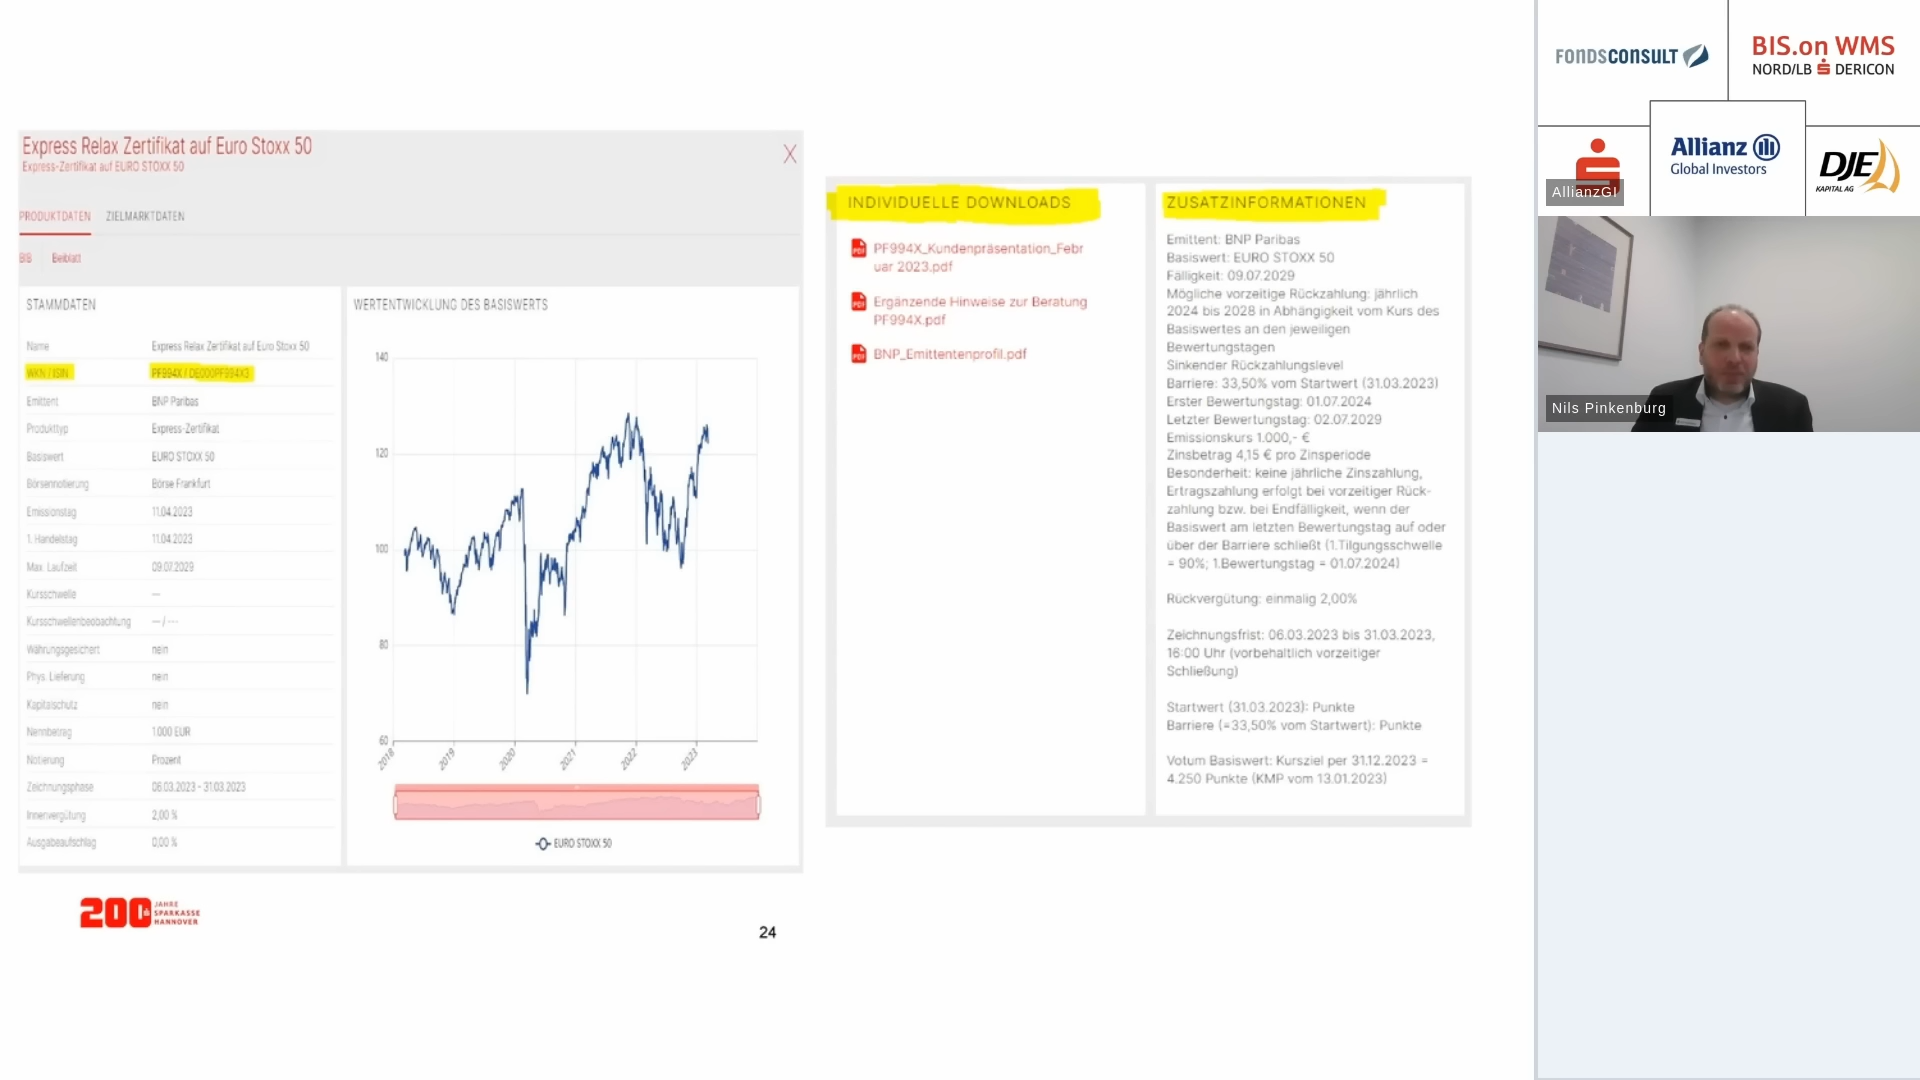 Express Relax Zertifikat auf Euro Stoxx 50
Express-Zertifikat auf EURO STOXX 50
X
PRODUKTDATEN ZIELMARKTDATEN
BIB Beiblatt
STAMMDATEN
Name Express Relax Zertifikat auf Euro Stoxx 50
WKN / ISIN PF994X / DE000PF994X3
Emittent BNP Paribas
Produkttyp Express-Zertifikat
Basiswert EURO STOXX 50
Börsennotierung Börse Frankfurt
Emissionstag 11.04.2023
1. Handelstag 11.04.2023
Max. Laufzeit 09.07.2029
Kursschwelle ---
Kursschwellenbeobachtung --- / ---
Währungsgesichert nein
Phys. Lieferung nein
Kapitalschutz nein
Nennbetrag 1.000 EUR
Notierung Prozent
Zeichnungsphase 06.03.2023 - 31.03.2023
Innenvergütung 2,00 %
Ausgabeaufschlag 0,00 %
WERTENTWICKLUNG DES BASISWERTS
140
120
100
80
60
2018 2019 2020 2021 2022 2023
EURO STOXX 50
INDIVIDUELLE DOWNLOADS
PF994X_Kundenpräsentation_Febr
uar 2023.pdf
Ergänzende Hinweise zur Beratung
PF994X.pdf
BNP_Emittentenprofil.pdf
ZUSATZINFORMATIONEN
Emittent: BNP Paribas
Basiswert: EURO STOXX 50
Fälligkeit: 09.07.2029
Mögliche vorzeitige Rückzahlung: jährlich
2024 bis 2028 in Abhängigkeit vom Kurs des
Basiswertes an den jeweiligen
Bewertungstagen
Sinkender Rückzahlungslevel
Barriere: 33,50% vom Startwert (31.03.2023)
Erster Bewertungstag: 01.07.2024
Letzter Bewertungstag: 02.07.2029
Emissionskurs 1.000,- €
Zinsbetrag 4,15 € pro Zinsperiode
Besonderheit: keine jährliche Zinszahlung,
Ertragszahlung erfolgt bei vorzeitiger Rück-
zahlung bzw. bei Endfälligkeit, wenn der
Basiswert am letzten Bewertungstag auf oder
über der Barriere schließt (1.Tilgungsschwelle
= 90%; 1.Bewertungstag = 01.07.2024)
Rückvergütung: einmalig 2,00%
Zeichnungsfrist: 06.03.2023 bis 31.03.2023,
16:00 Uhr (vorbehaltlich vorzeitiger
Schließung)
Startwert (31.03.2023): Punkte
Barriere (=33,50% vom Startwert): Punkte
Votum Basiswert: Kursziel per 31.12.2023 =
4.250 Punkte (KMP vom 13.01.2023)
200 JAHRE
SPARKASSE
HANNOVER
24
FONDSCONSULT
BIS.on WMS
NORD/LB DERICON
AllianzGI
Allianz
Global Investors
DJE
KAPITAL AG
Nils Pinkenburg